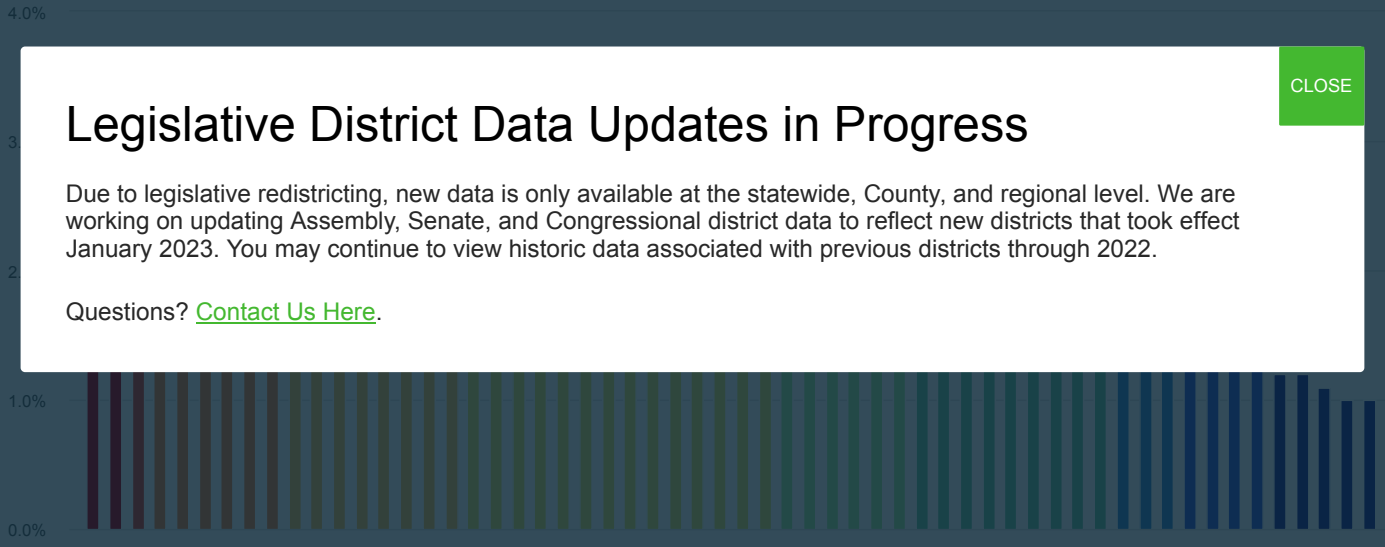 4.0%
CLOSE
Legislative District Data Updates in Progress
Due to legislative redistricting, new data is only available at the statewide, County, and regional level. We are
working on updating Assembly, Senate, and Congressional district data to reflect new districts that took effect
January 2023. You may continue to view historic data associated with previous districts through 2022.
Questions? Contact Us Here.
1.0%
0.0%